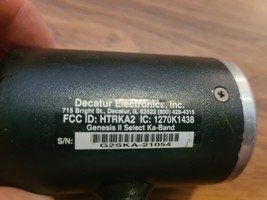 Decatur Electronics, Inc.
715 Bright St., Decatur, IL 62522 (800) 428-4315
FCC ID: HTRKA2 IC: 1270K1438
Genesis II Select Ka-Band
S/N:
G2SKA-21054